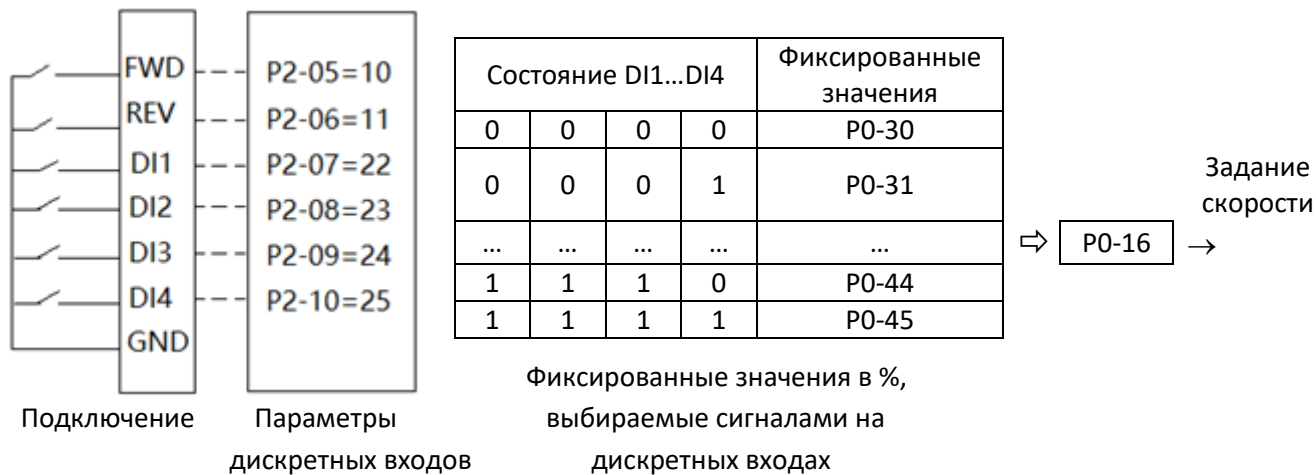 FWD
REV
DI1
DI2
DI3
DI4
GND
P2-05=10
P2-06=11
P2-07=22
P2-08=23
P2-09=24
P2-10=25
Состояние DI1...DI4
Фиксированные
значения
0 0 0 0 P0-30
0 0 0 1 P0-31
... ... ... ... ...
1 1 1 0 P0-44
1 1 1 1 P0-45
⇨ P0-16 →
Задание
скорости
Подключение
Параметры
дискретных входов
Фиксированные значения в %,
выбираемые сигналами на
дискретных входах